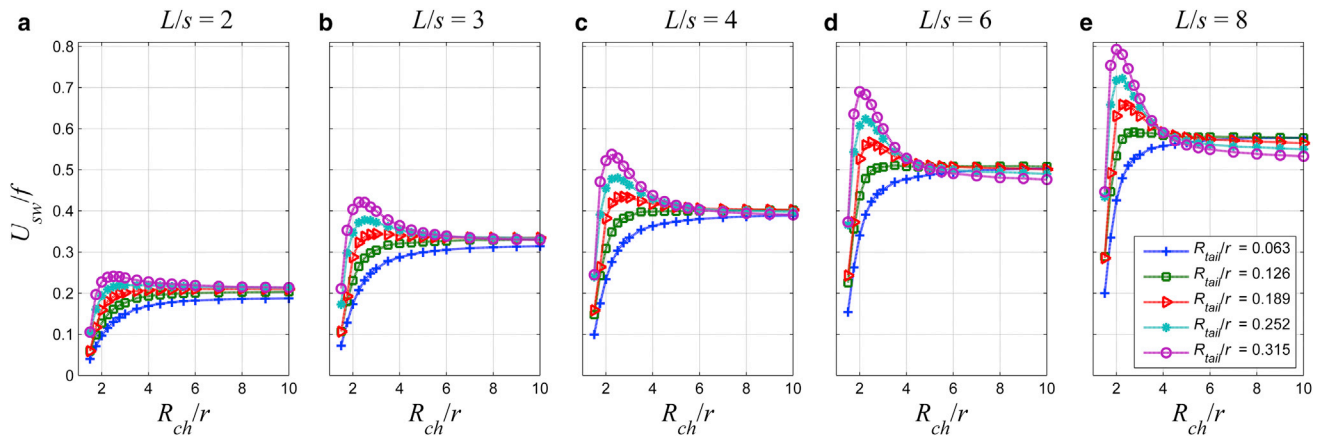 a L/s = 2
b L/s = 3
c L/s = 4
d L/s = 6
e L/s = 8
U_sw/f
0.8
0.7
0.6
0.5
0.4
0.3
0.2
0.1
0
2 4 6 8 10
2 4 6 8 10
2 4 6 8 10
2 4 6 8 10
2 4 6 8 10
R_ch/r
R_ch/r
R_ch/r
R_ch/r
R_ch/r
R_tail/r = 0.063
R_tail/r = 0.126
R_tail/r = 0.189
R_tail/r = 0.252
R_tail/r = 0.315